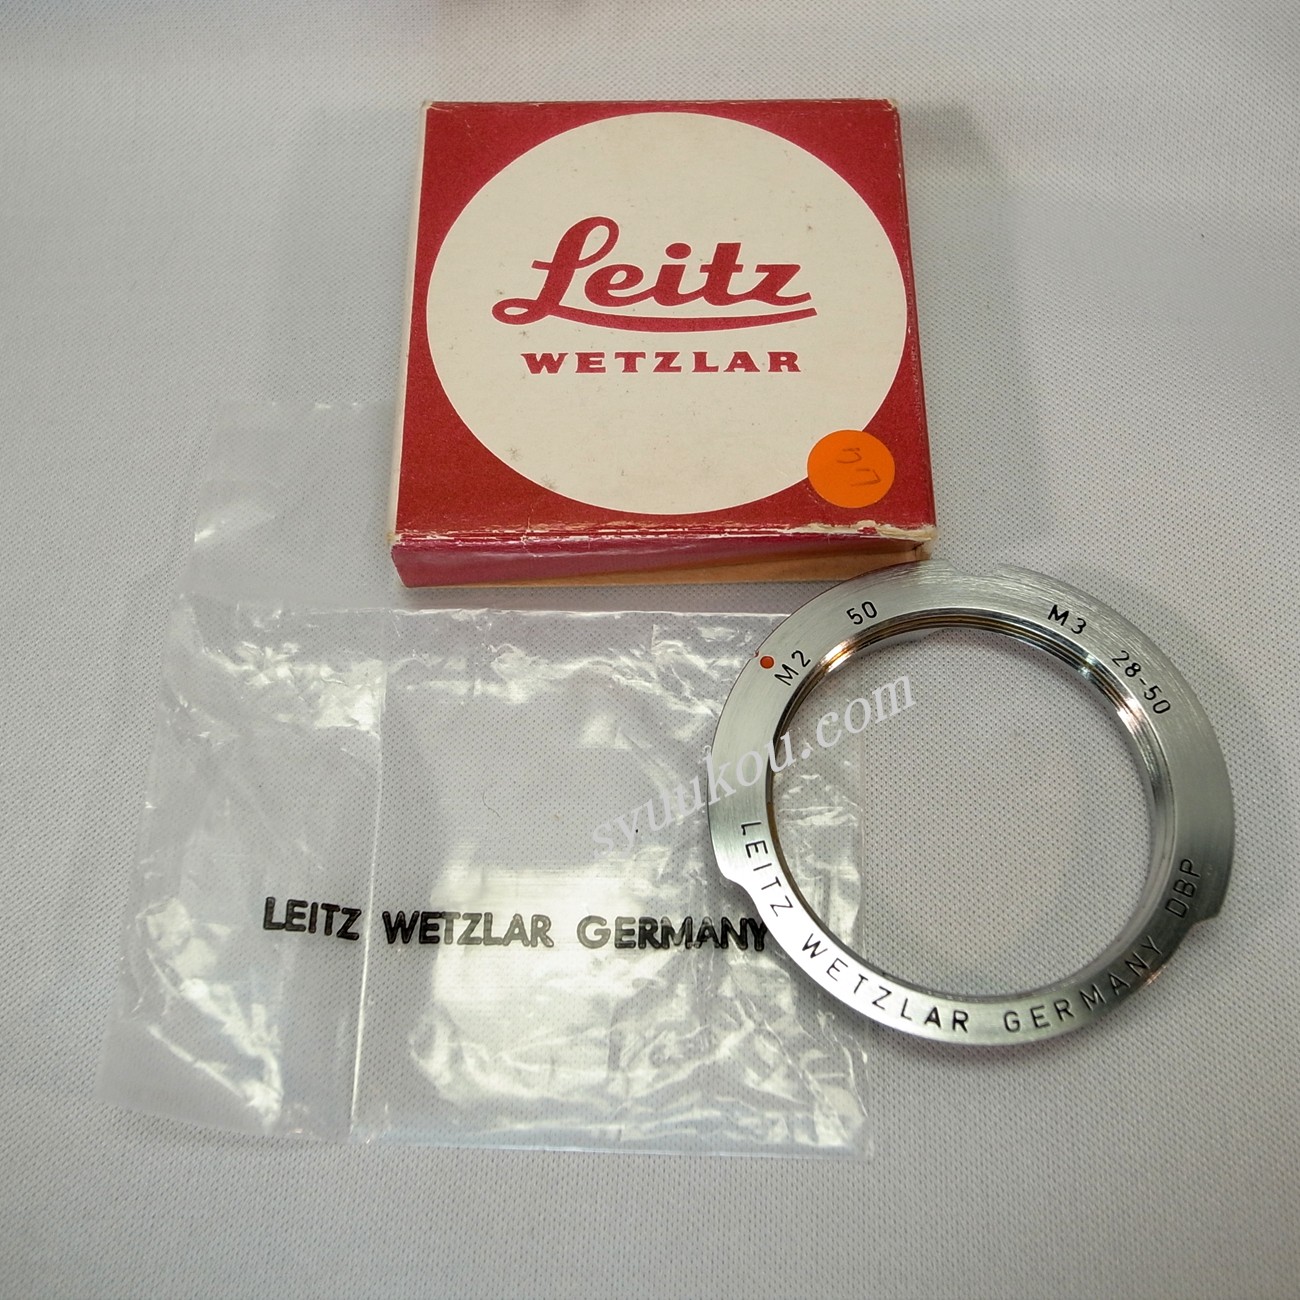 Leitz
WETZLAR
50
M3
M2
28-50
syuukou.com
LEITZ WETZLAR GERMANY DBP
LEITZ WETZLAR GERMANY